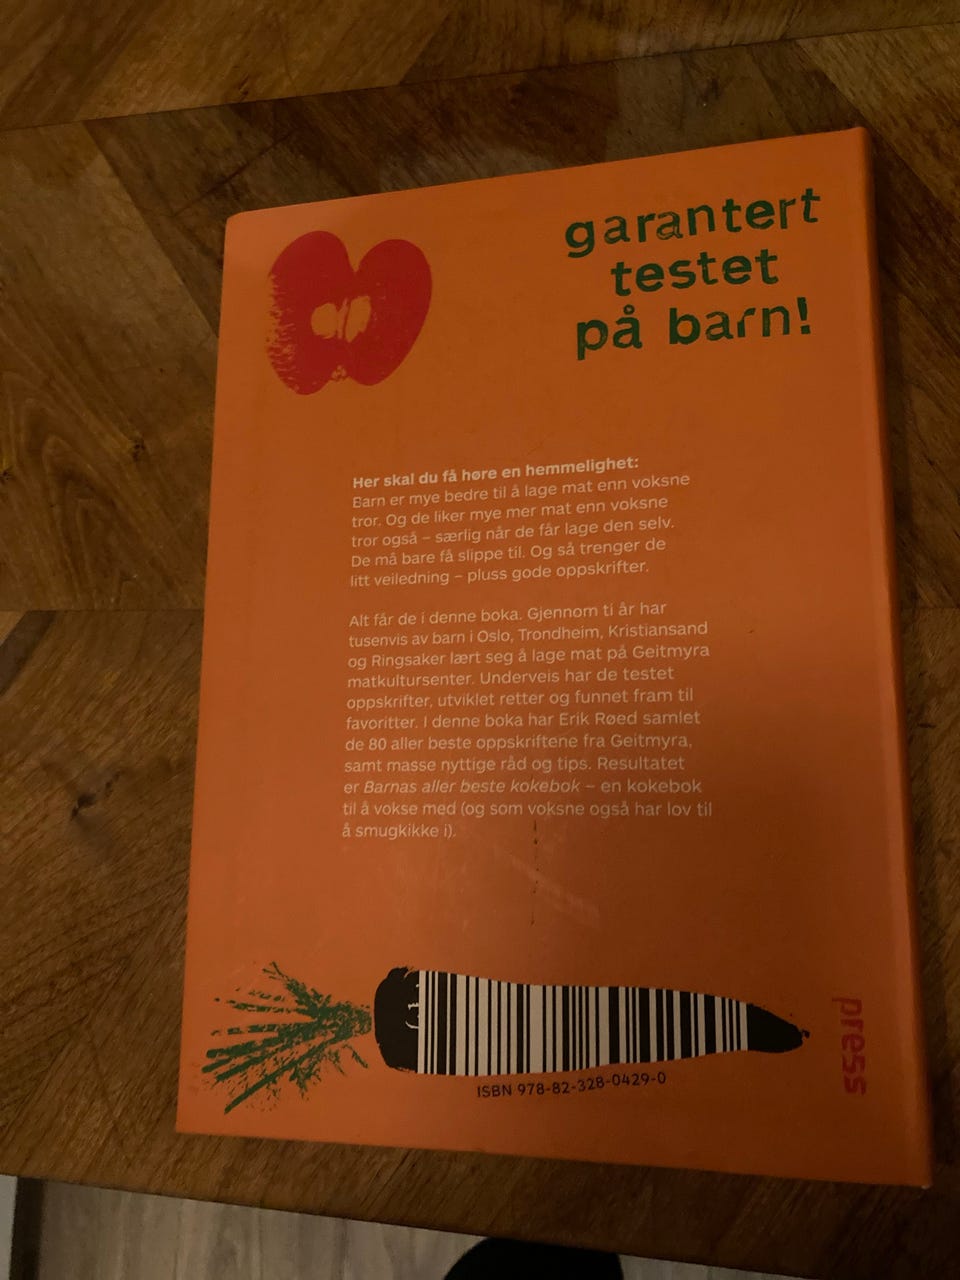 garantert
testet
på barn!
Her skal du få høre en hemmelighet:
Barn er mye bedre til å lage mat enn voksne
tror. Og de liker mye mer mat enn voksne
tror også – særlig når de får lage den selv.
De må bare få slippe til. Og så trenger de
litt veiledning – pluss gode oppskrifter.
Alt får de i denne boka. Gjennom ti år har
tusenvis av barn i Oslo, Trondheim, Kristiansand
og Ringsaker lært seg å lage mat på Geitmyra
matkultursenter. Underveis har de testet
oppskrifter, utviklet retter og funnet fram til
favoritter. I denne boka har Erik Røed samlet
de 80 aller beste oppskriftene fra Geitmyra,
samt masse nyttige råd og tips. Resultatet
er Barnas aller beste kokebok – en kokebok
til å vokse med (og som voksne også har lov til
å smugkikke i).
ISBN 978-82-328-0429-0
press